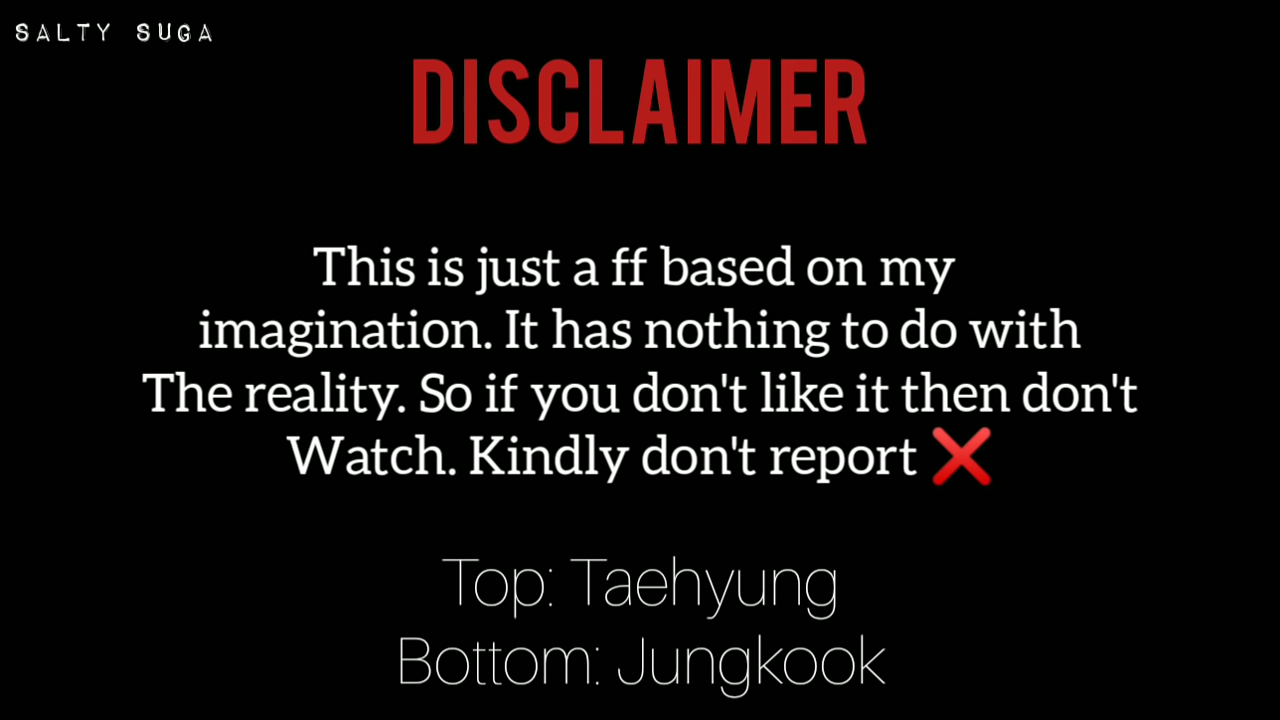 SALTY SUGA
DISCLAIMER
This is just a ff based on my
imagination. It has nothing to do with
The reality. So if you don't like it then don't
Watch. Kindly don't report ❌
Top: Taehyung
Bottom: Jungkook